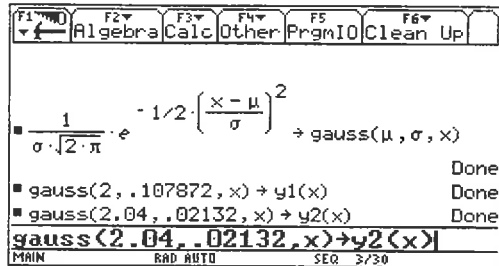 F1 F2 F3 F4 F5 F6
Algebra Calc Other PrgmIO Clean Up
■ 1/(σ·√(2·π))·e^(-1/2·((x-μ)/σ)^2) → gauss(μ,σ,x)
Done
■ gauss(2,.107872,x) → y1(x) Done
■ gauss(2.04,.02132,x) → y2(x) Done
gauss(2.04,.02132,x)→y2(x)
MAIN RAD AUTO SEQ 3/30